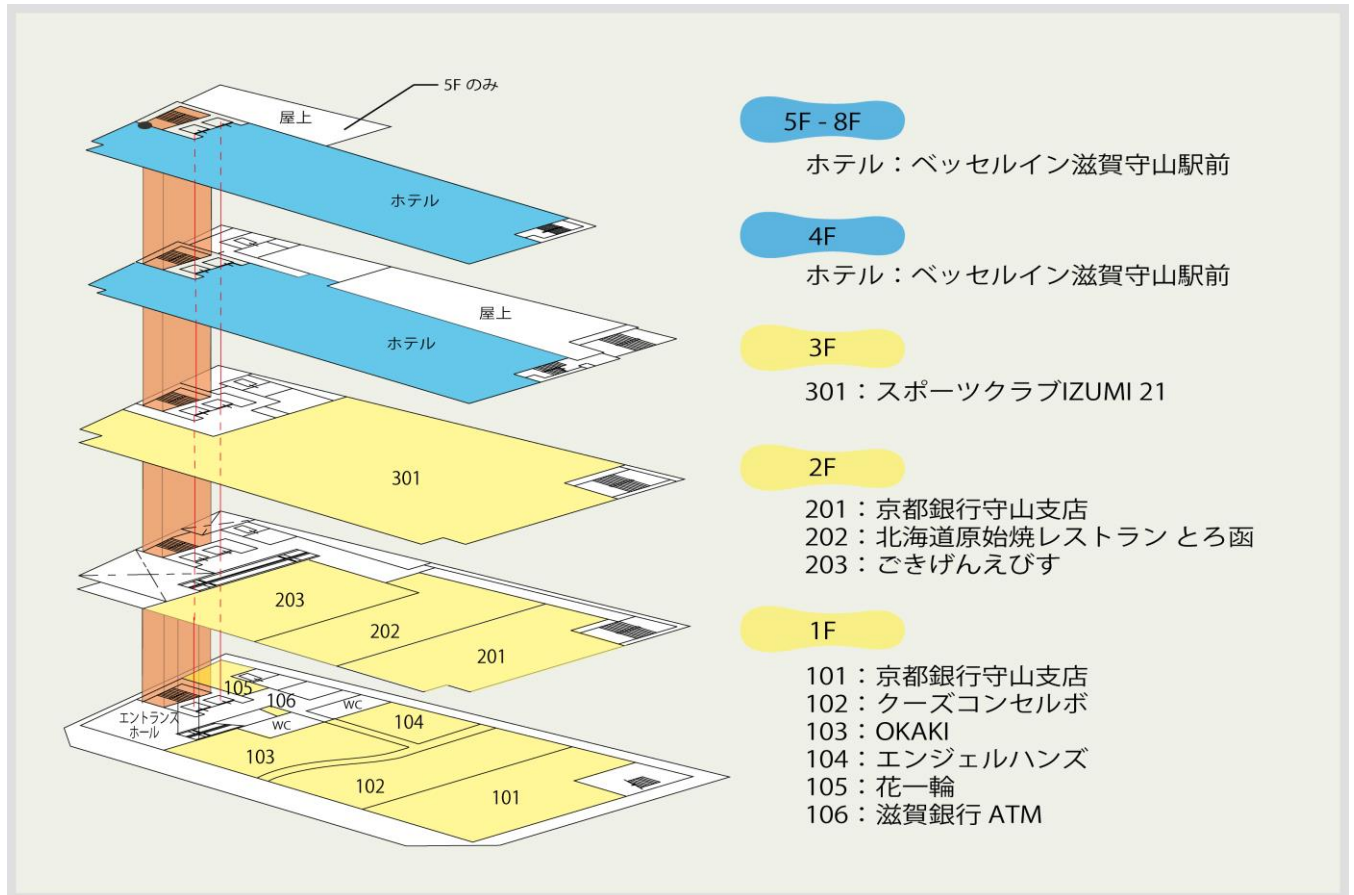 5F のみ
屋上
ホテル
屋上
ホテル
301
203
202
201
105
106
WC
WC
104
エントランス
ホール
103
102
101
5F - 8F
ホテル：ベッセルイン滋賀守山駅前
4F
ホテル：ベッセルイン滋賀守山駅前
3F
301：スポーツクラブIZUMI 21
2F
201：京都銀行守山支店
202：北海道原始焼レストラン とろ函
203：ごきげんえびす
1F
101：京都銀行守山支店
102：クーズコンセルボ
103：OKAKI
104：エンジェルハンズ
105：花一輪
106：滋賀銀行 ATM